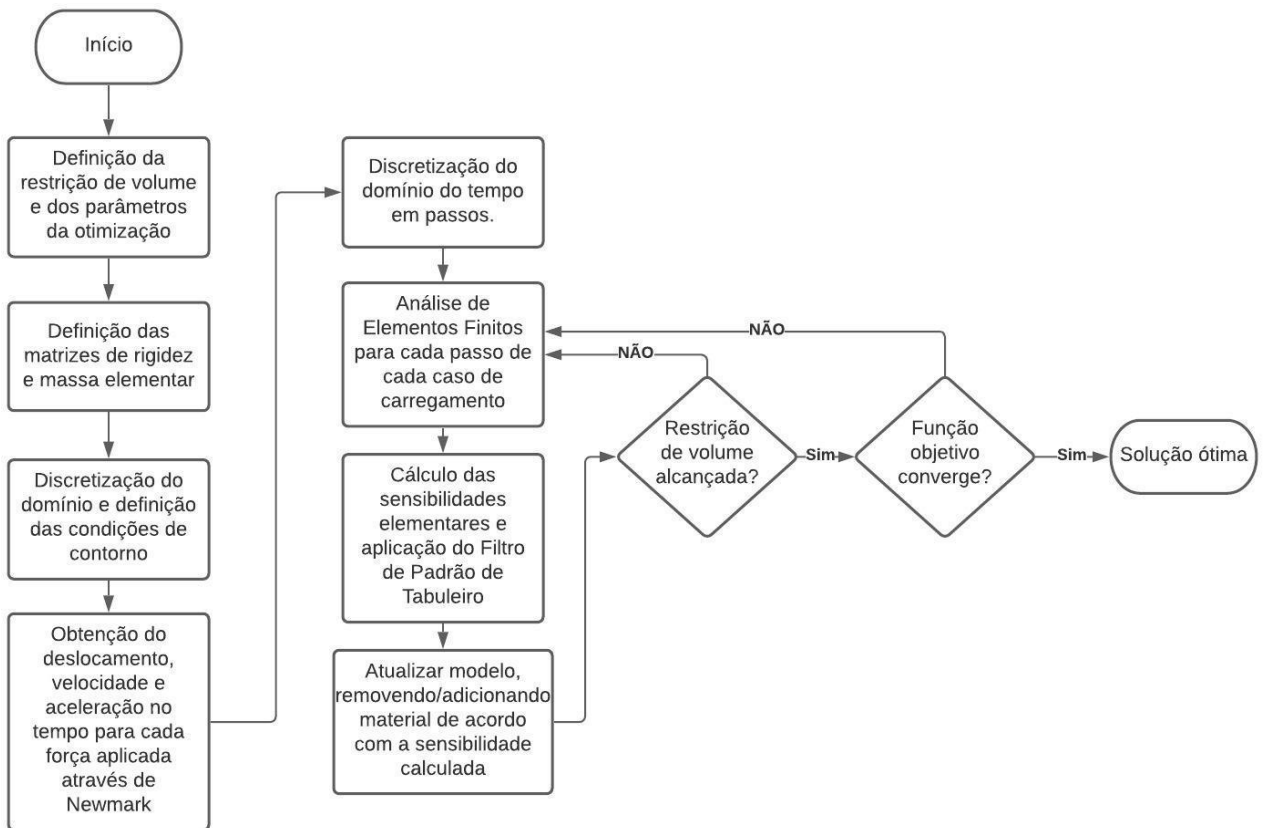 Início
Definição da
restrição de volume
e dos parâmetros
da otimização
Definição das
matrizes de rigidez
e massa elementar
Discretização do
domínio e definição
das condições de
contorno
Obtenção do
deslocamento,
velocidade e
aceleração no
tempo para cada
força aplicada
através de
Newmark
Discretização do
domínio do tempo
em passos.
Análise de
Elementos Finitos
para cada passo de
cada caso de
carregamento
Cálculo das
sensibilidades
elementares e
aplicação do Filtro
de Padrão de
Tabuleiro
Atualizar modelo,
removendo/adicionando
material de acordo
com a sensibilidade
calculada
NÃO
NÃO
Restrição
de volume
alcançada?
Sim
Função
objetivo
converge?
Sim
Solução ótima